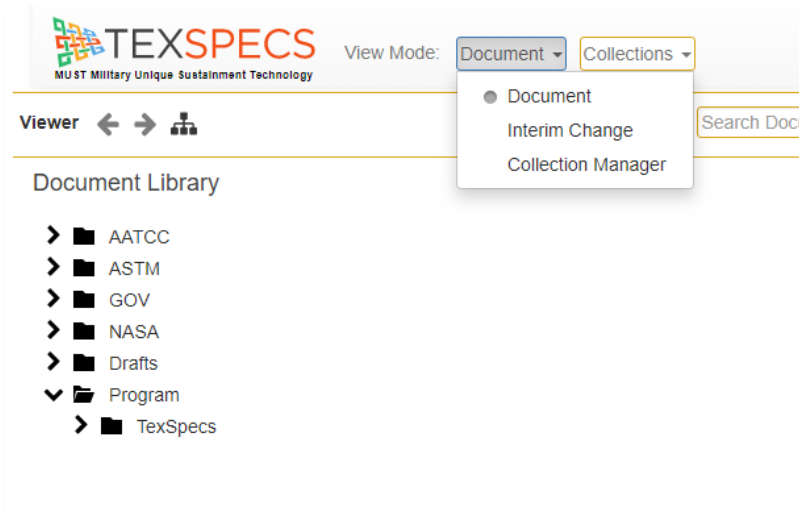 TEXSPECS
MUST Military Unique Sustainment Technology
View Mode: Document Collections
Document
Interim Change
Collection Manager
Viewer
Search Doc
Document Library
AATCC
ASTM
GOV
NASA
Drafts
Program
TexSpecs